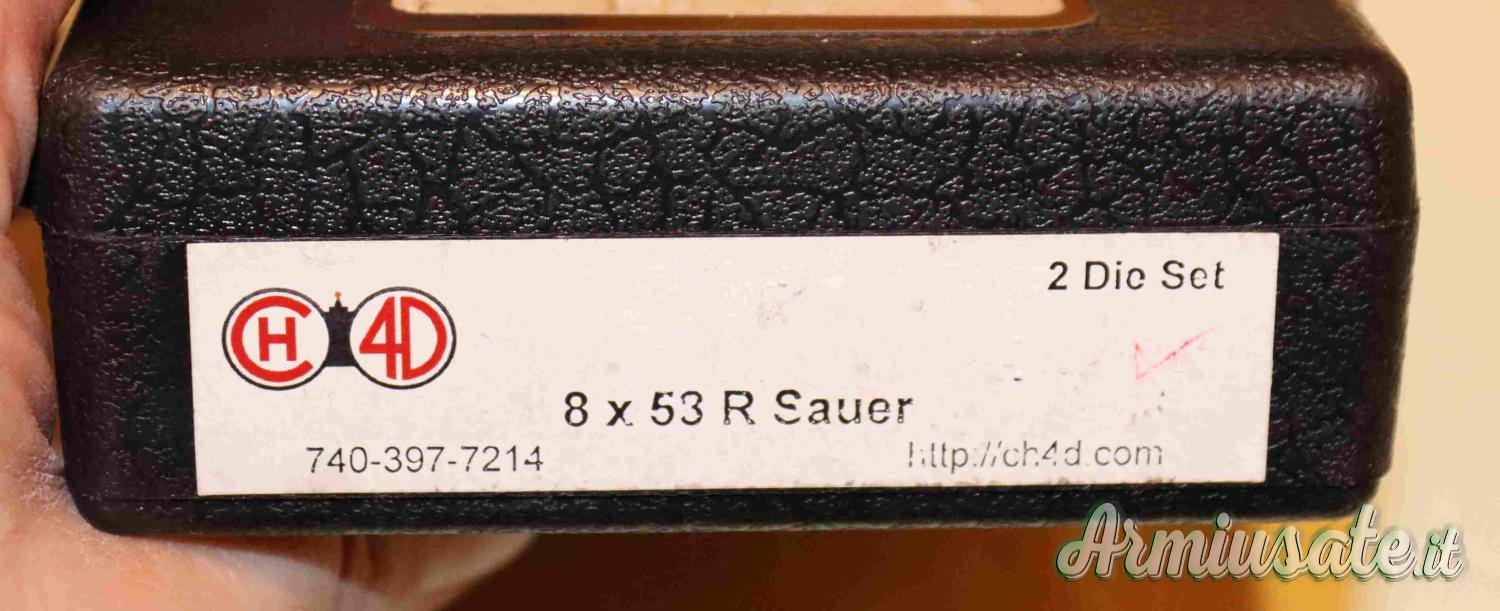 2 Die Set
CH 4D
8 x 53 R Sauer
740-397-7214
http://ch4d.com
Armiusate.it